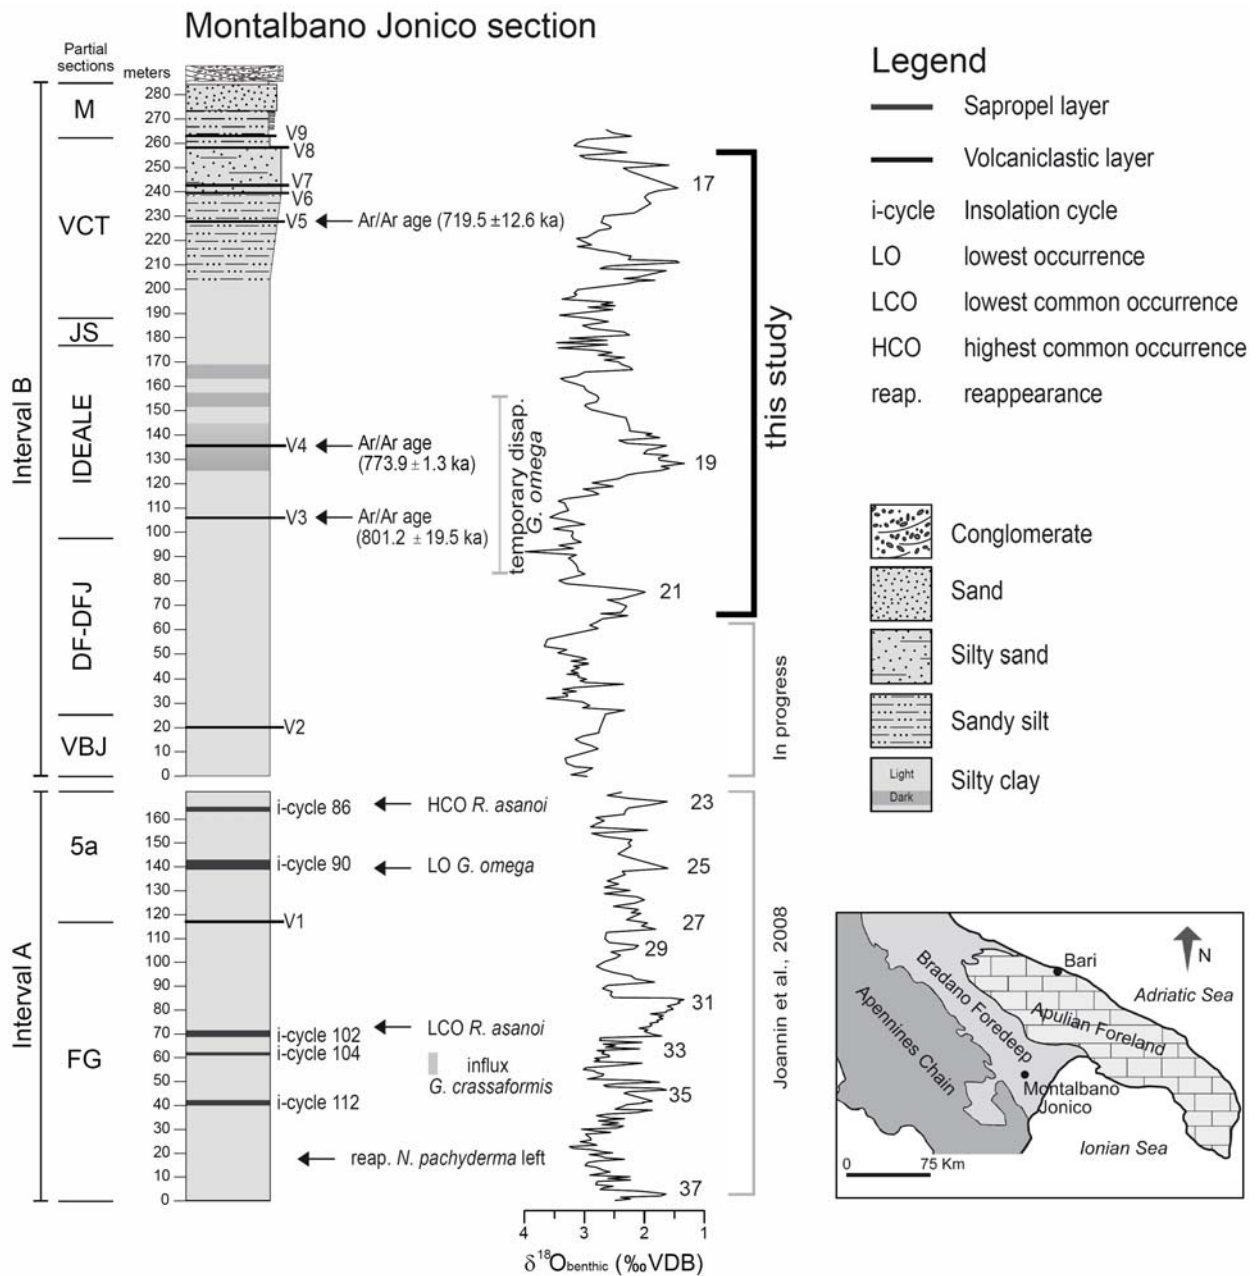 Montalbano Jonico section
Partial
sections
meters
280
270
260
250
240
230
220
210
200
190
180
170
160
150
140
130
120
110
100
90
80
70
60
50
40
30
20
10
0
160
150
140
130
120
110
100
90
80
70
60
50
40
30
20
10
0
Interval B
M
VCT
JS
IDEALE
DF-DFJ
VBJ
Interval A
5a
FG
V9
V8
V7
V6
V5
Ar/Ar age (719.5 ±12.6 ka)
V4
Ar/Ar age
(773.9 ± 1.3 ka)
V3
Ar/Ar age
(801.2 ± 19.5 ka)
V2
temporary disap.
G. omega
i-cycle 86
HCO R. asanoi
i-cycle 90
LO G. omega
V1
i-cycle 102
LCO R. asanoi
i-cycle 104
influx
G. crassaformis
i-cycle 112
reap. N. pachyderma left
17
19
21
23
25
27
29
31
33
35
37
this study
In progress
Joannin et al., 2008
4 3 2 1
δ18Obenthic (‰VDB)
Legend
Sapropel layer
Volcaniclastic layer
i-cycle Insolation cycle
LO lowest occurrence
LCO lowest common occurrence
HCO highest common occurrence
reap. reappearance
Conglomerate
Sand
Silty sand
Sandy silt
Light
Dark
Silty clay
N
Bari
Adriatic Sea
Bradano Foredeep
Apulian Foreland
Apennines Chain
Montalbano
Jonico
Ionian Sea
0 75 Km